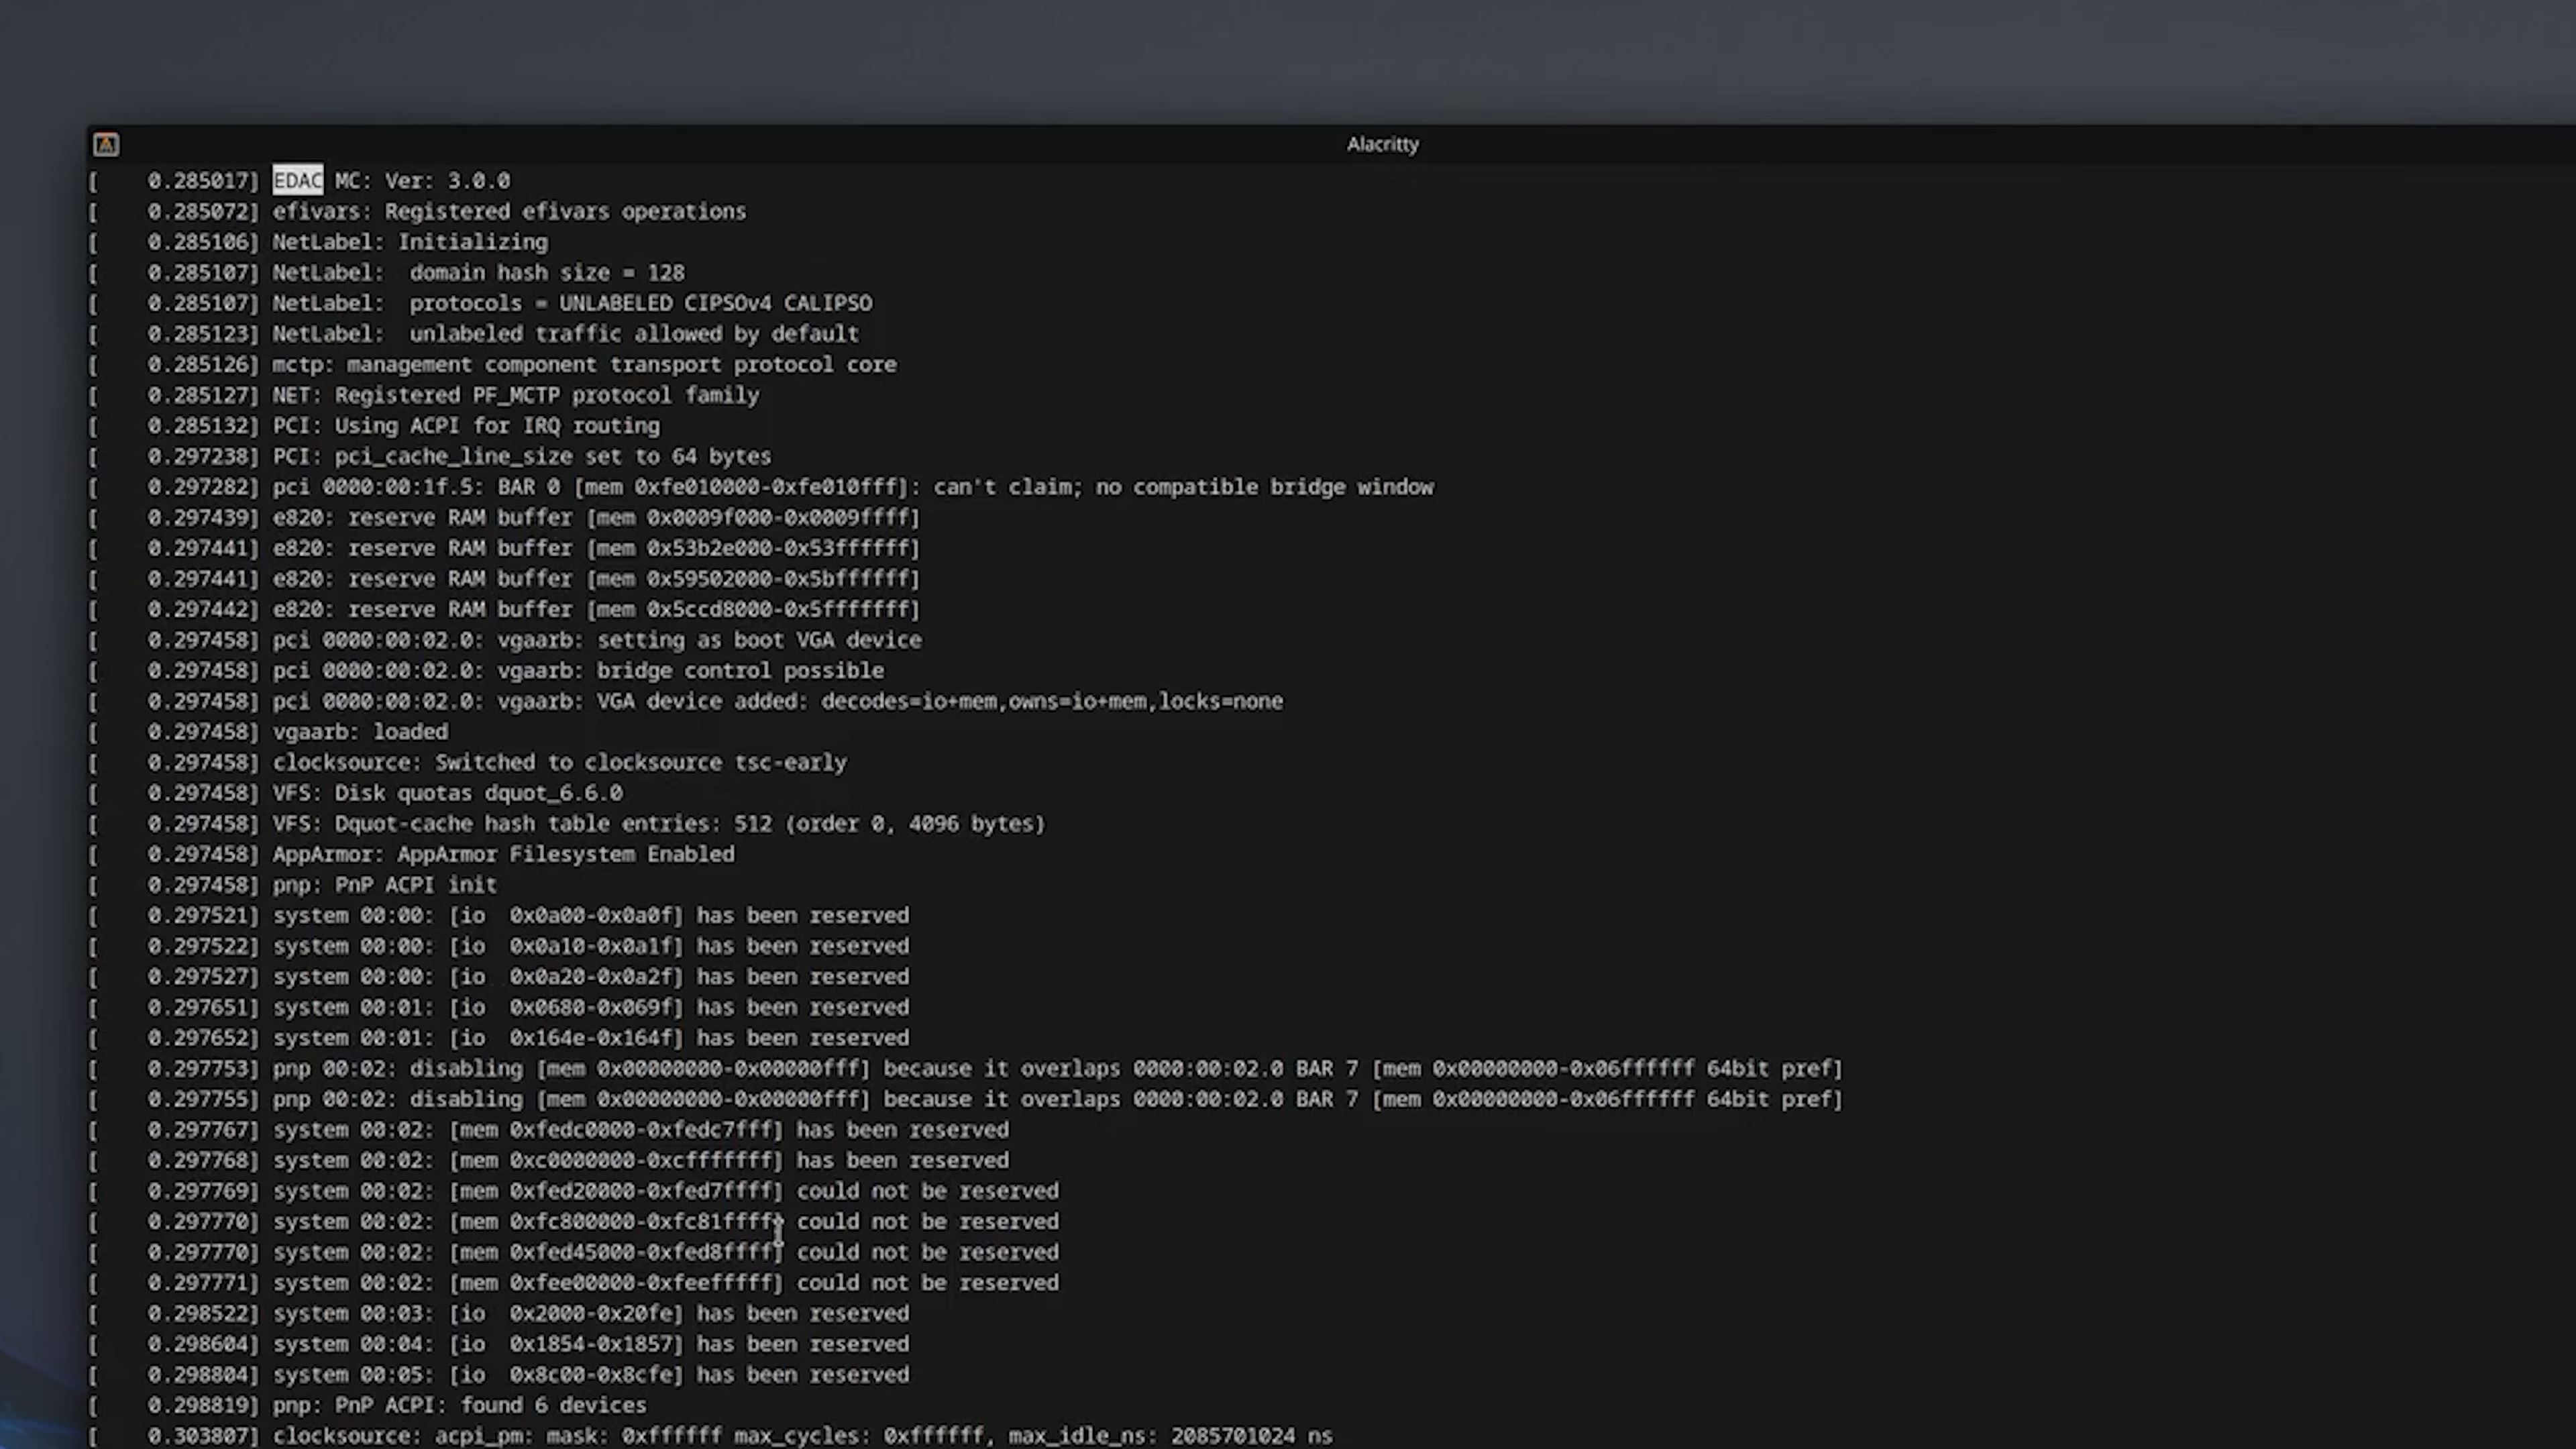 Alacritty
[    0.285017] EDAC MC: Ver: 3.0.0
[    0.285072] efivars: Registered efivars operations
[    0.285106] NetLabel: Initializing
[    0.285107] NetLabel:  domain hash size = 128
[    0.285107] NetLabel:  protocols = UNLABELED CIPSOv4 CALIPSO
[    0.285123] NetLabel:  unlabeled traffic allowed by default
[    0.285126] mctp: management component transport protocol core
[    0.285127] NET: Registered PF_MCTP protocol family
[    0.285132] PCI: Using ACPI for IRQ routing
[    0.297238] PCI: pci_cache_line_size set to 64 bytes
[    0.297282] pci 0000:00:1f.5: BAR 0 [mem 0xfe010000-0xfe010fff]: can't claim; no compatible bridge window
[    0.297439] e820: reserve RAM buffer [mem 0x0009f000-0x0009ffff]
[    0.297441] e820: reserve RAM buffer [mem 0x53b2e000-0x53ffffff]
[    0.297441] e820: reserve RAM buffer [mem 0x59502000-0x5bffffff]
[    0.297442] e820: reserve RAM buffer [mem 0x5ccd8000-0x5fffffff]
[    0.297458] pci 0000:00:02.0: vgaarb: setting as boot VGA device
[    0.297458] pci 0000:00:02.0: vgaarb: bridge control possible
[    0.297458] pci 0000:00:02.0: vgaarb: VGA device added: decodes=io+mem,owns=io+mem,locks=none
[    0.297458] vgaarb: loaded
[    0.297458] clocksource: Switched to clocksource tsc-early
[    0.297458] VFS: Disk quotas dquot_6.6.0
[    0.297458] VFS: Dquot-cache hash table entries: 512 (order 0, 4096 bytes)
[    0.297458] AppArmor: AppArmor Filesystem Enabled
[    0.297458] pnp: PnP ACPI init
[    0.297521] system 00:00: [io  0x0a00-0x0a0f] has been reserved
[    0.297522] system 00:00: [io  0x0a10-0x0a1f] has been reserved
[    0.297527] system 00:00: [io  0x0a20-0x0a2f] has been reserved
[    0.297651] system 00:01: [io  0x0680-0x069f] has been reserved
[    0.297652] system 00:01: [io  0x164e-0x164f] has been reserved
[    0.297753] pnp 00:02: disabling [mem 0x00000000-0x00000fff] because it overlaps 0000:00:02.0 BAR 7 [mem 0x00000000-0x06ffffff 64bit pref]
[    0.297755] pnp 00:02: disabling [mem 0x00000000-0x00000fff] because it overlaps 0000:00:02.0 BAR 7 [mem 0x00000000-0x06ffffff 64bit pref]
[    0.297767] system 00:02: [mem 0xfedc0000-0xfedc7fff] has been reserved
[    0.297768] system 00:02: [mem 0xc0000000-0xcfffffff] has been reserved
[    0.297769] system 00:02: [mem 0xfed20000-0xfed7ffff] could not be reserved
[    0.297770] system 00:02: [mem 0xfc800000-0xfc81ffff] could not be reserved
[    0.297770] system 00:02: [mem 0xfed45000-0xfed8ffff] could not be reserved
[    0.297771] system 00:02: [mem 0xfee00000-0xfeefffff] could not be reserved
[    0.298522] system 00:03: [io  0x2000-0x20fe] has been reserved
[    0.298604] system 00:04: [io  0x1854-0x1857] has been reserved
[    0.298804] system 00:05: [io  0x8c00-0x8cfe] has been reserved
[    0.298819] pnp: PnP ACPI: found 6 devices
[    0.303807] clocksource: acpi_pm: mask: 0xffffff max_cycles: 0xffffff, max_idle_ns: 2085701024 ns